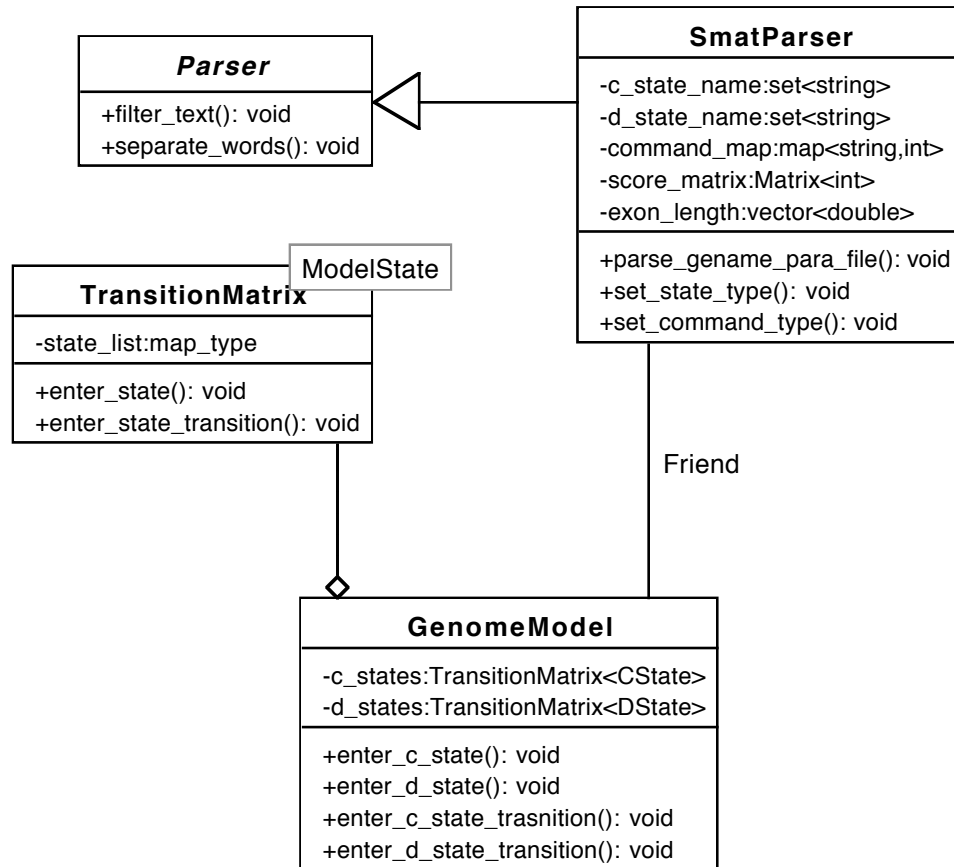 Parser
+filter_text(): void
+separate_words(): void
SmatParser
-c_state_name:set<string>
-d_state_name:set<string>
-command_map:map<string,int>
-score_matrix:Matrix<int>
-exon_length:vector<double>
+parse_gename_para_file(): void
+set_state_type(): void
+set_command_type(): void
ModelState
TransitionMatrix
-state_list:map_type
+enter_state(): void
+enter_state_transition(): void
Friend
GenomeModel
-c_states:TransitionMatrix<CState>
-d_states:TransitionMatrix<DState>
+enter_c_state(): void
+enter_d_state(): void
+enter_c_state_trasnition(): void
+enter_d_state_transition(): void